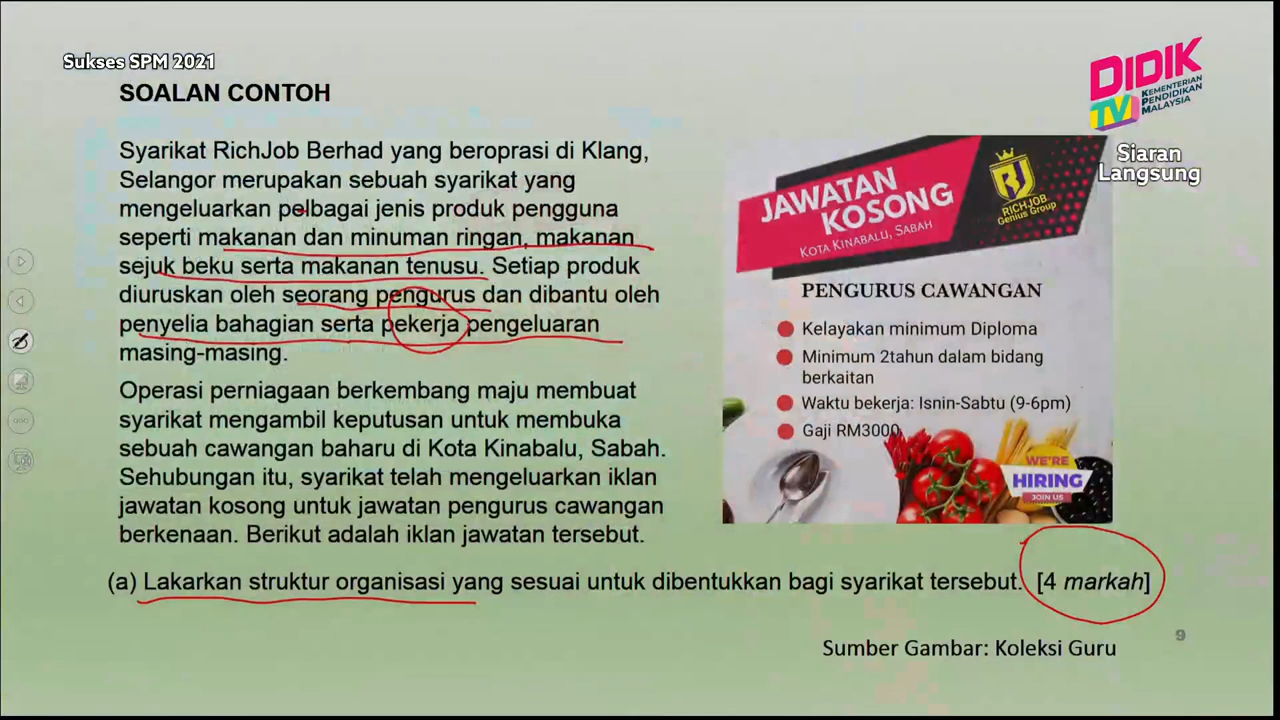 Sukses SPM 2021
SOALAN CONTOH
Syarikat RichJob Berhad yang beroprasi di Klang,
Selangor merupakan sebuah syarikat yang
mengeluarkan pelbagai jenis produk pengguna
seperti makanan dan minuman ringan, makanan
sejuk beku serta makanan tenusu. Setiap produk
diuruskan oleh seorang pengurus dan dibantu oleh
penyelia bahagian serta pekerja pengeluaran
masing-masing.
Operasi perniagaan berkembang maju membuat
syarikat mengambil keputusan untuk membuka
sebuah cawangan baharu di Kota Kinabalu, Sabah.
Sehubungan itu, syarikat telah mengeluarkan iklan
jawatan kosong untuk jawatan pengurus cawangan
berkenaan. Berikut adalah iklan jawatan tersebut.
DIDIK
TV
KEMENTERIAN
PENDIDIKAN
MALAYSIA
Siaran
Langsung
JAWATAN
KOSONG
KOTA KINABALU, SABAH
RJ
RICHJOB
Genius Group
PENGURUS CAWANGAN
Kelayakan minimum Diploma
Minimum 2tahun dalam bidang
berkaitan
Waktu bekerja: Isnin-Sabtu (9-6pm)
Gaji RM3000
WE'RE
HIRING
JOIN US
(a) Lakarkan struktur organisasi yang sesuai untuk dibentukkan bagi syarikat tersebut. [4 markah]
9
Sumber Gambar: Koleksi Guru